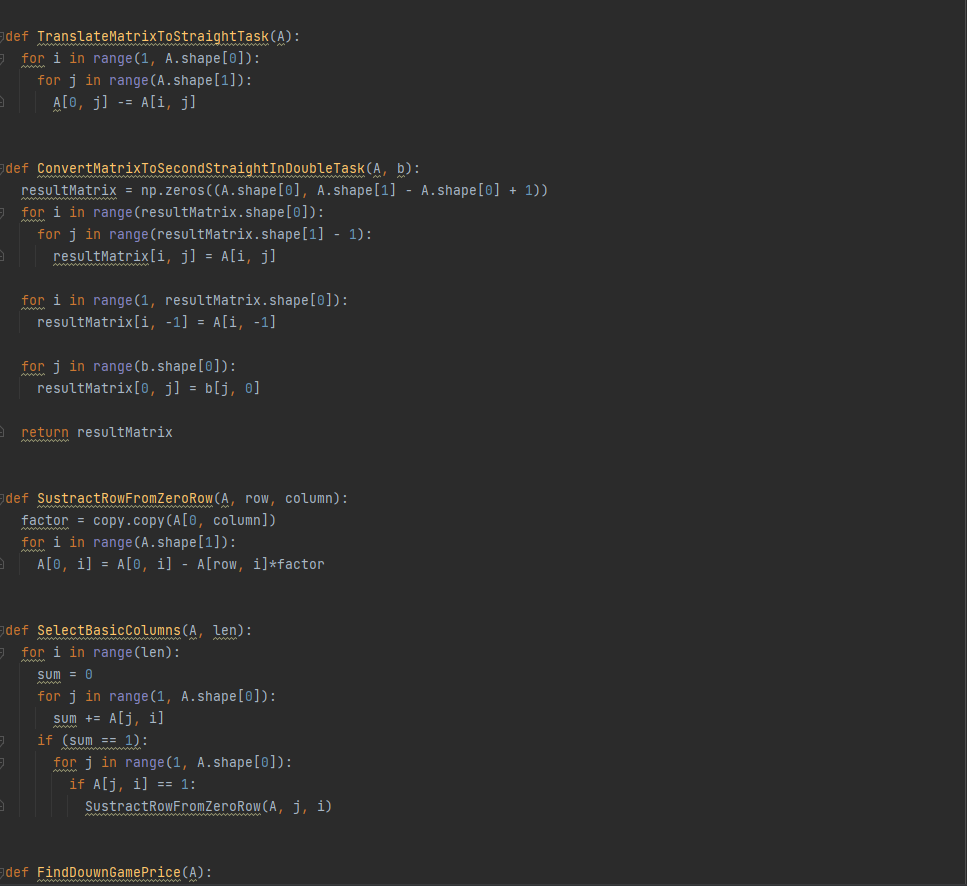 def TranslateMatrixToStraightTask(A):
for i in range(1, A.shape[0]):
for j in range(A.shape[1]):
A[0, j] -= A[i, j]
def ConvertMatrixToSecondStraightInDoubleTask(A, b):
resultMatrix = np.zeros((A.shape[0], A.shape[1] - A.shape[0] + 1))
for i in range(resultMatrix.shape[0]):
for j in range(resultMatrix.shape[1] - 1):
resultMatrix[i, j] = A[i, j]
for i in range(1, resultMatrix.shape[0]):
resultMatrix[i, -1] = A[i, -1]
for j in range(b.shape[0]):
resultMatrix[0, j] = b[j, 0]
return resultMatrix
def SustractRowFromZeroRow(A, row, column):
factor = copy.copy(A[0, column])
for i in range(A.shape[1]):
A[0, i] = A[0, i] - A[row, i]*factor
def SelectBasicColumns(A, len):
for i in range(len):
sum = 0
for j in range(1, A.shape[0]):
sum += A[j, i]
if (sum == 1):
for j in range(1, A.shape[0]):
if A[j, i] == 1:
SustractRowFromZeroRow(A, j, i)
def FindDouwnGamePrice(A):